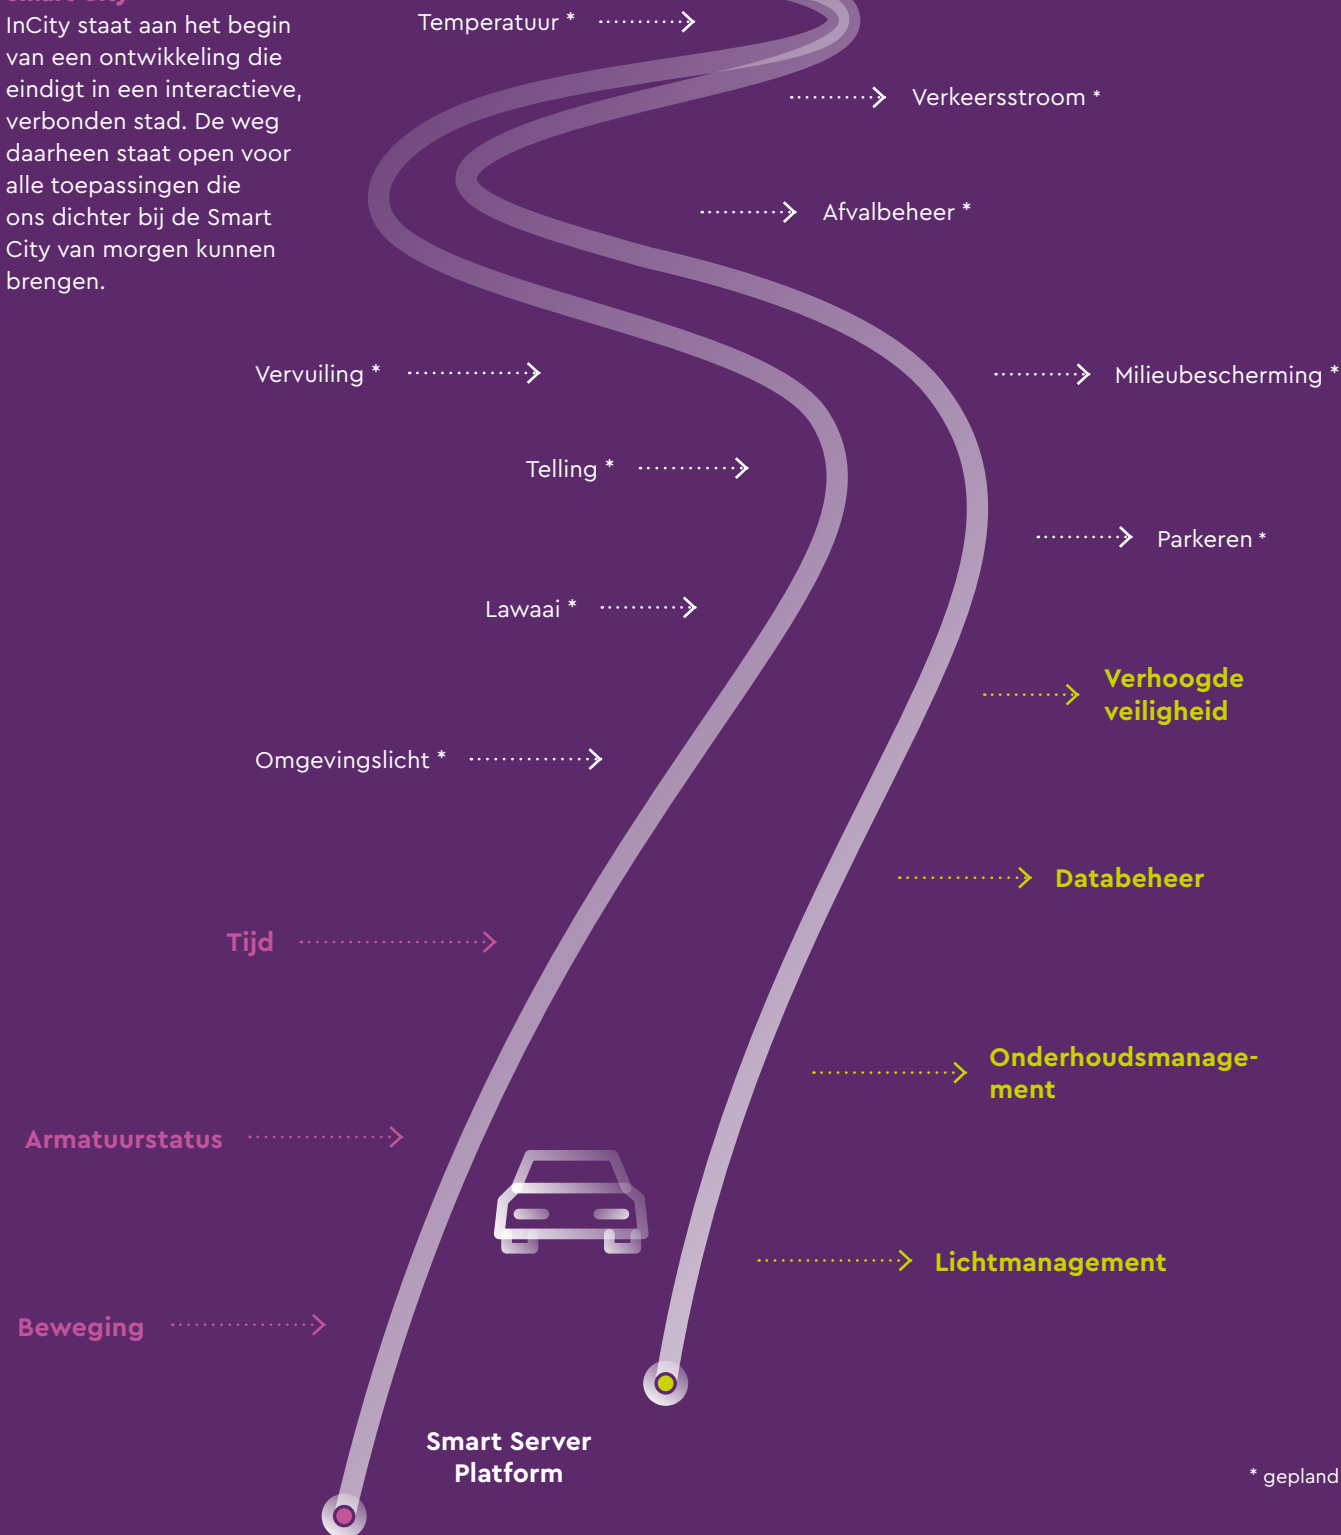 Smart City
InCity staat aan het begin
van een ontwikkeling die
eindigt in een interactieve,
verbonden stad. De weg
daarheen staat open voor
alle toepassingen die
ons dichter bij de Smart
City van morgen kunnen
brengen.
Temperatuur *
Verkeersstroom *
Afvalbeheer *
Vervuiling *
Milieubescherming *
Telling *
Parkeren *
Lawaai *
Verhoogde
veiligheid
Omgevingslicht *
Databeheer
Tijd
Onderhoudsmanage-
ment
Armatuurstatus
Lichtmanagement
Beweging
Smart Server
Platform
* gepland